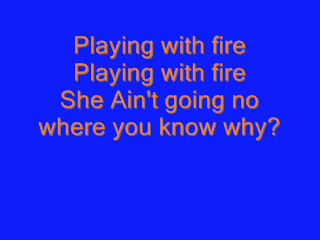 Playing with fire
Playing with fire
She Ain't going no
where you know why?